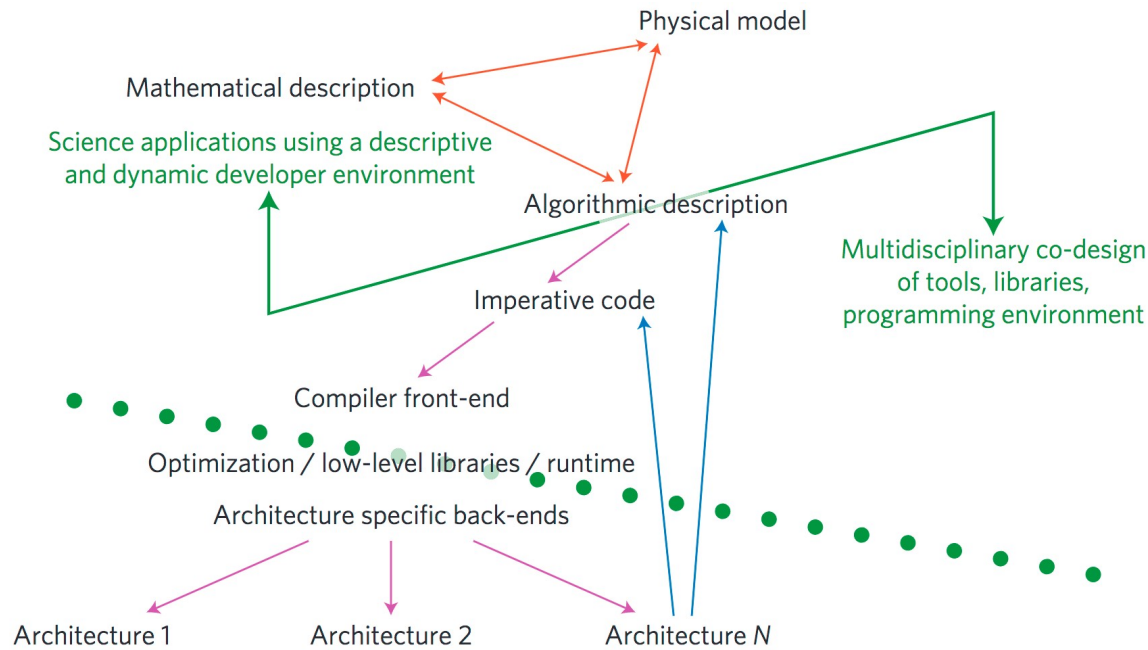 Physical model
Mathematical description
Science applications using a descriptive
and dynamic developer environment
Algorithmic description
Multidisciplinary co-design
of tools, libraries,
programming environment
Imperative code
Compiler front-end
Optimization / low-level libraries / runtime
Architecture specific back-ends
Architecture 1
Architecture 2
Architecture N